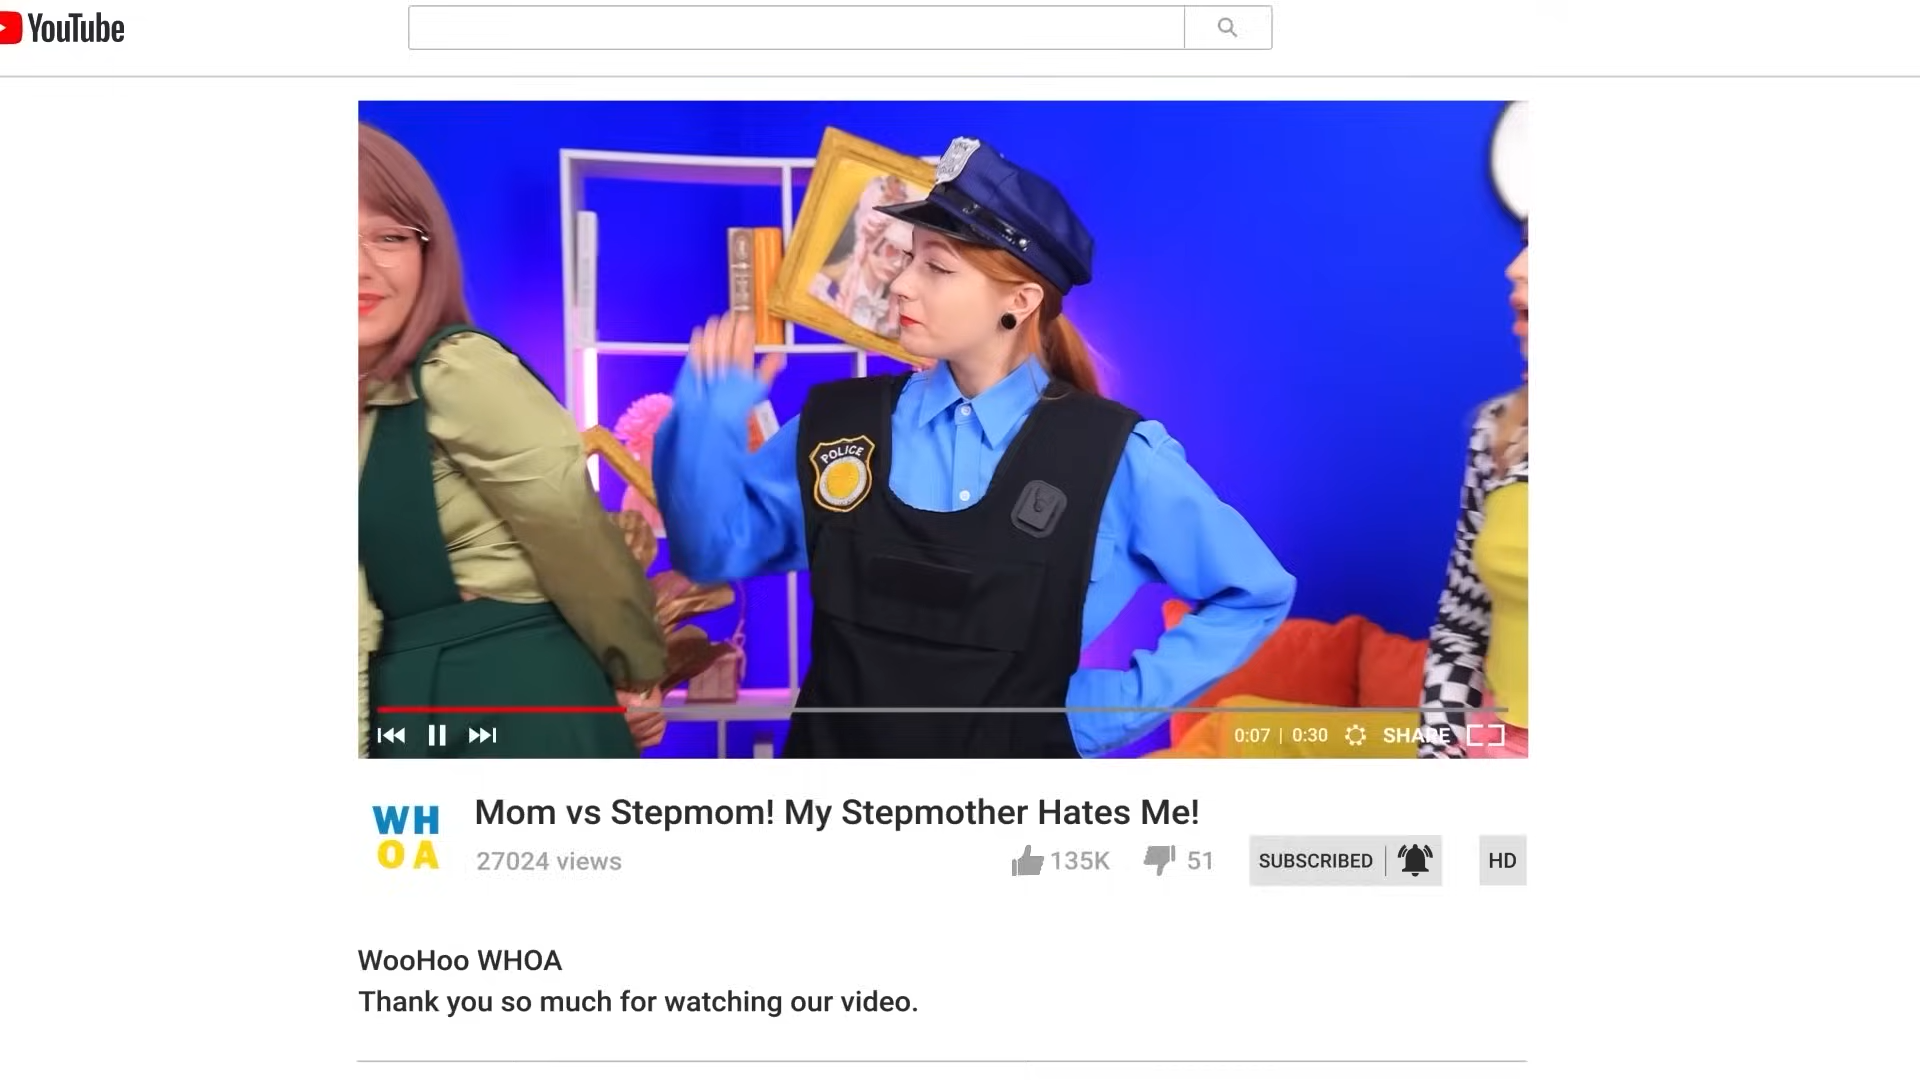 YouTube
POLICE
0:07 | 0:30 SHARE
WH
OA
Mom vs Stepmom! My Stepmother Hates Me!
27024 views
135K
51
SUBSCRIBED
HD
WooHoo WHOA
Thank you so much for watching our video.